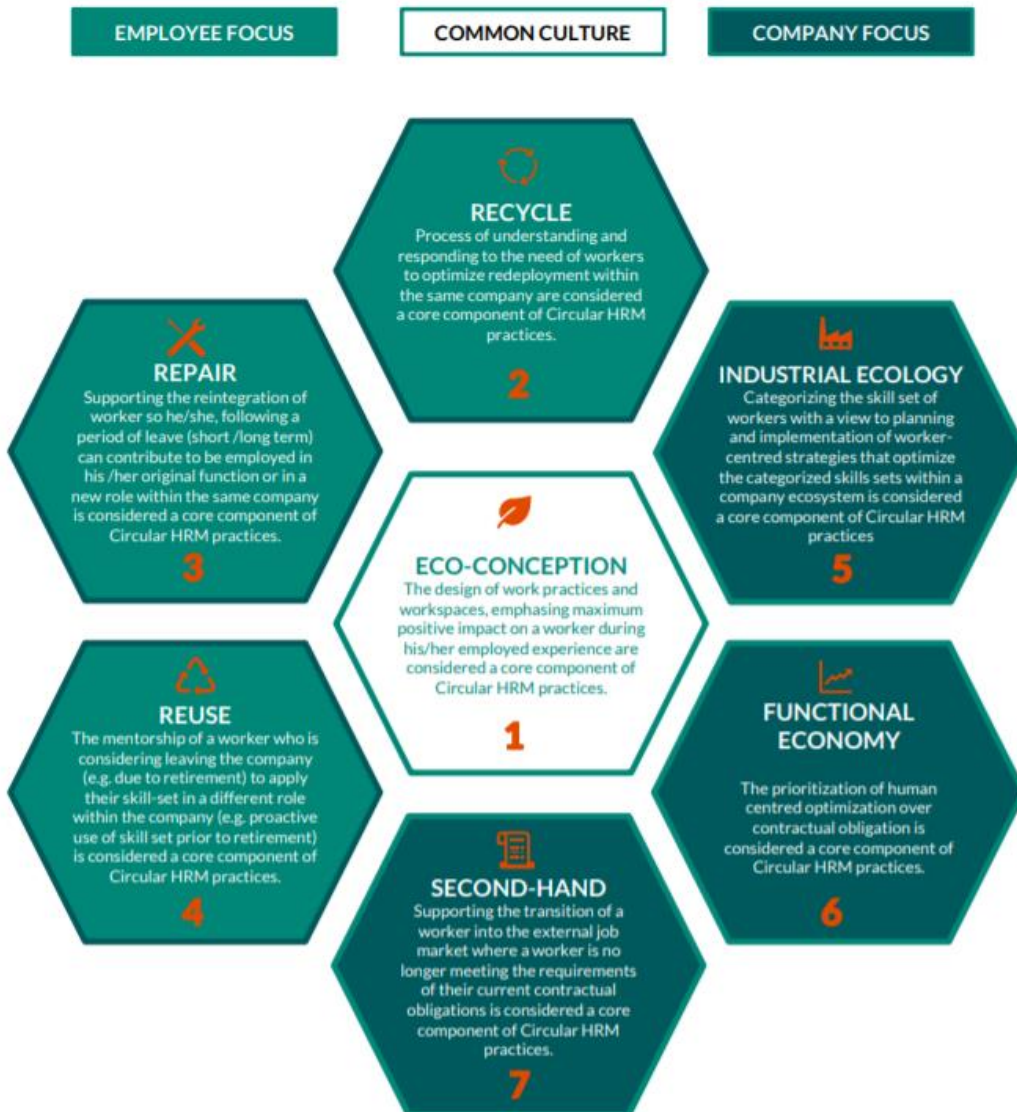 EMPLOYEE FOCUS
COMMON CULTURE
COMPANY FOCUS
RECYCLE
Process of understanding and
responding to the need of workers
to optimize redeployment within
the same company are considered
a core component of Circular HRM
practices.
2
REPAIR
Supporting the reintegration of
worker so he/she, following a
period of leave (short /long term)
can contribute to be employed in
his /her original function or in a
new role within the same company
is considered a core component of
Circular HRM practices.
3
INDUSTRIAL ECOLOGY
Categorizing the skill set of
workers with a view to planning
and implementation of worker-
centred strategies that optimize
the categorized skills sets within a
company ecosystem is considered
a core component of Circular HRM
practices
5
ECO-CONCEPTION
The design of work practices and
workspaces, emphasing maximum
positive impact on a worker during
his/her employed experience are
considered a core component of
Circular HRM practices.
1
REUSE
The mentorship of a worker who is
considering leaving the company
(e.g. due to retirement) to apply
their skill-set in a different role
within the company (e.g. proactive
use of skill set prior to retirement)
is considered a core component of
Circular HRM practices.
4
FUNCTIONAL
ECONOMY
The prioritization of human
centred optimization over
contractual obligation is
considered a core component of
Circular HRM practices.
6
SECOND-HAND
Supporting the transition of a
worker into the external job
market where a worker is no
longer meeting the requirements
of their current contractual
obligations is considered a core
component of Circular HRM
practices.
7